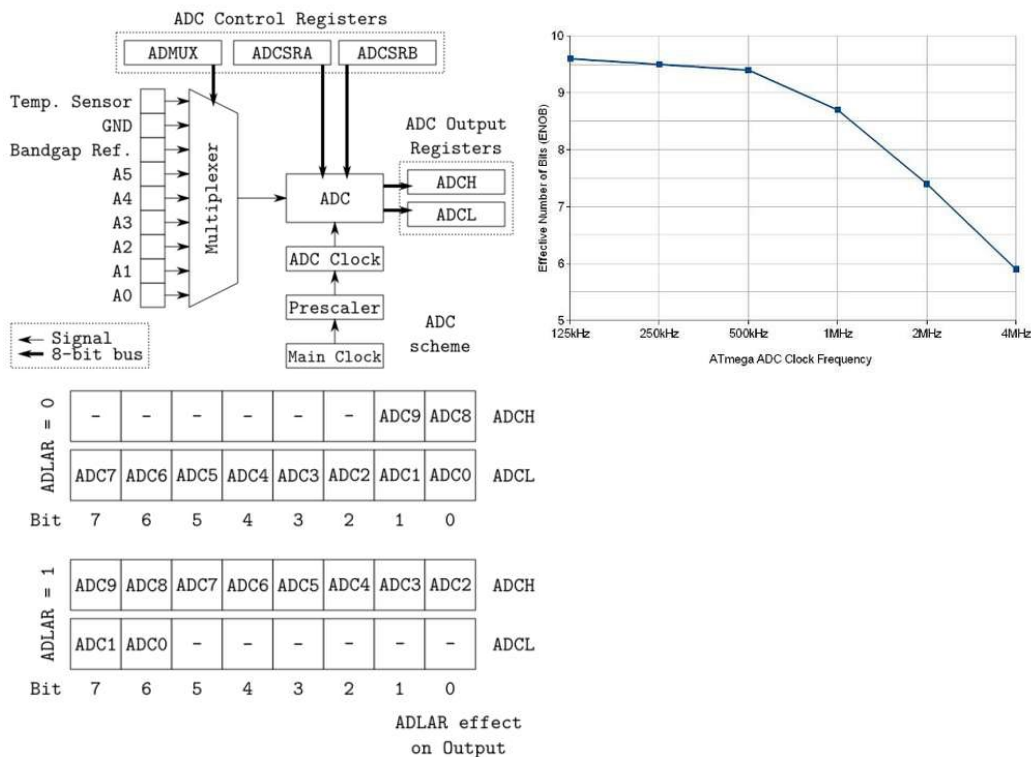 ADC Control Registers
ADMUX ADCSRA ADCSRB
Temp. Sensor
GND
Bandgap Ref.
A5
A4
A3
A2
A1
A0
Multiplexer
ADC
ADC Output
Registers
ADCH
ADCL
ADC Clock
Prescaler
Main Clock
ADC
scheme
Signal
8-bit bus
Effective Number of Bits (ENOB)
10
9
8
7
6
5
125kHz 250kHz 500kHz 1MHz 2MHz 4MHz
ATmega ADC Clock Frequency
ADLAR = 0
- - - - - - ADC9 ADC8 ADCH
ADC7 ADC6 ADC5 ADC4 ADC3 ADC2 ADC1 ADC0 ADCL
Bit 7 6 5 4 3 2 1 0
ADLAR = 1
ADC9 ADC8 ADC7 ADC6 ADC5 ADC4 ADC3 ADC2 ADCH
ADC1 ADC0 - - - - - - ADCL
Bit 7 6 5 4 3 2 1 0
ADLAR effect
on Output